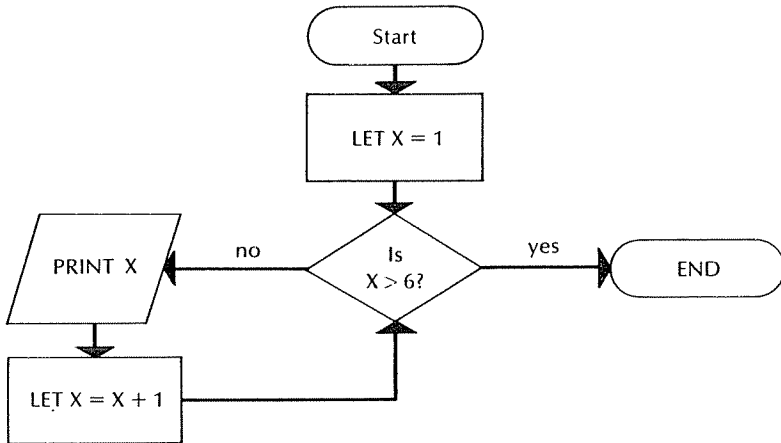 Start
LET X = 1
Is
X > 6?
no
yes
PRINT X
END
LET X = X + 1